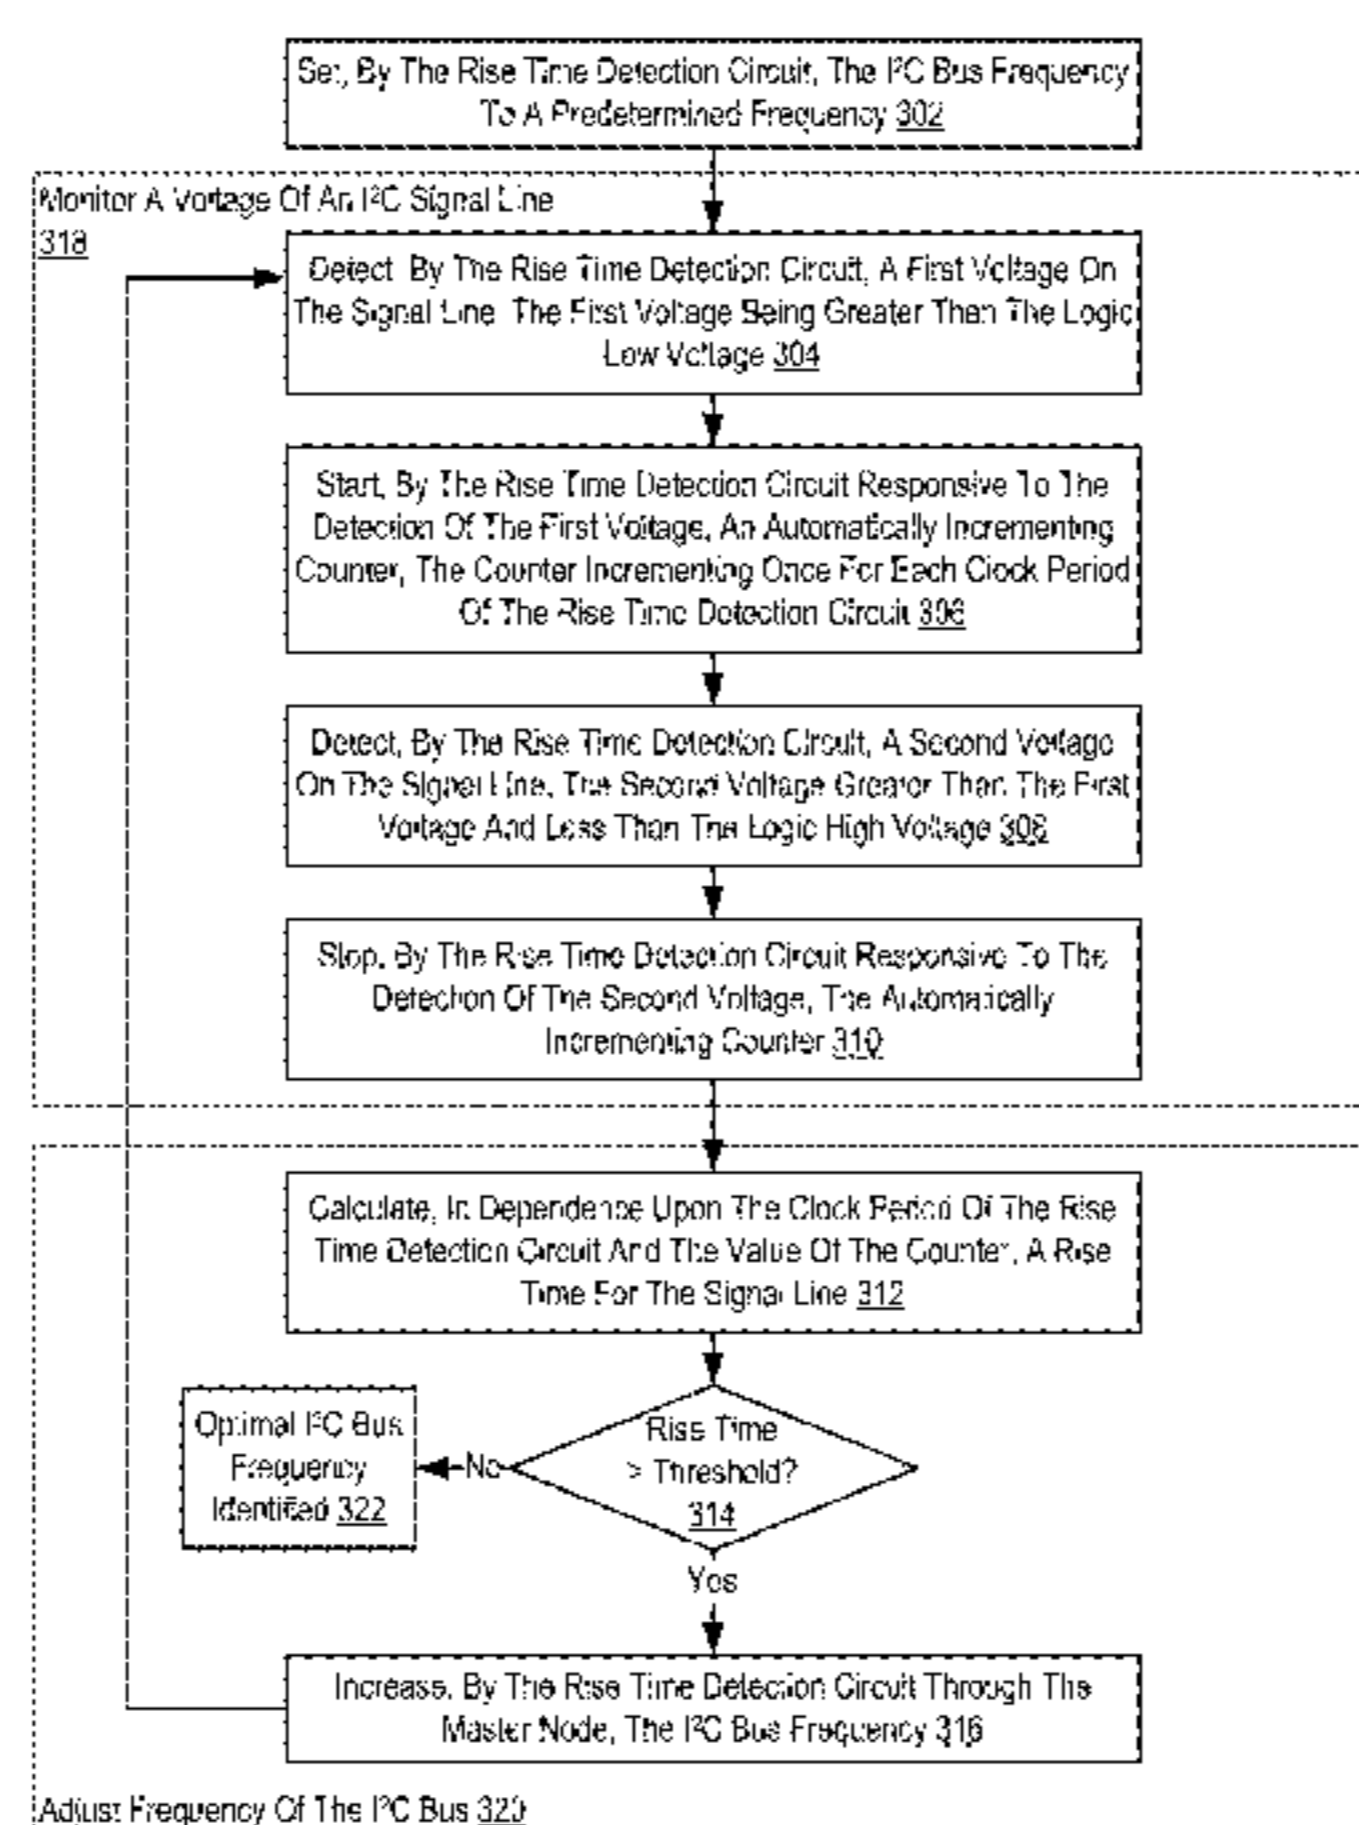 Set, By The Rise Time Detection Circuit, The I²C Bus Frequency
To A Predetermined Frequency 302
Monitor A Voltage Of An I²C Signal Line
318
Detect, By The Rise Time Detection Circuit, A First Voltage On
The Signal Line, The First Voltage Being Greater Than The Logic
Low Voltage 304
Start, By The Rise Time Detection Circuit Responsive To The
Detection Of The First Voltage, An Automatically Incrementing
Counter, The Counter Incrementing Once For Each Clock Period
Of The Rise Time Detection Circuit 306
Detect, By The Rise Time Detection Circuit, A Second Voltage
On The Signal Line, The Second Voltage Greater Than The First
Voltage And Less Than The Logic High Voltage 308
Stop, By The Rise Time Detection Circuit Responsive To The
Detection Of The Second Voltage, The Automatically
Incrementing Counter 310
Calculate, In Dependence Upon The Clock Period Of The Rise
Time Detection Circuit And The Value Of The Counter, A Rise
Time For The Signal Line 312
Rise Time
> Threshold?
314
No
Optimal I²C Bus
Frequency
Identified 322
Yes
Increase, By The Rise Time Detection Circuit Through The
Master Node, The I²C Bus Frequency 316
Adjust Frequency Of The I²C Bus 320